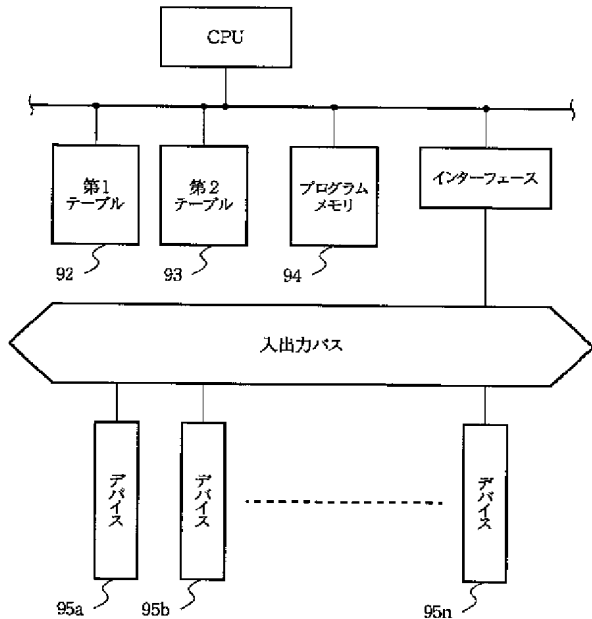 CPU
第1
テーブル
第2
テーブル
プログラム
メモリ
インターフェース
92
93
94
入出力バス
デバイス
デバイス
デバイス
95a
95b
95n